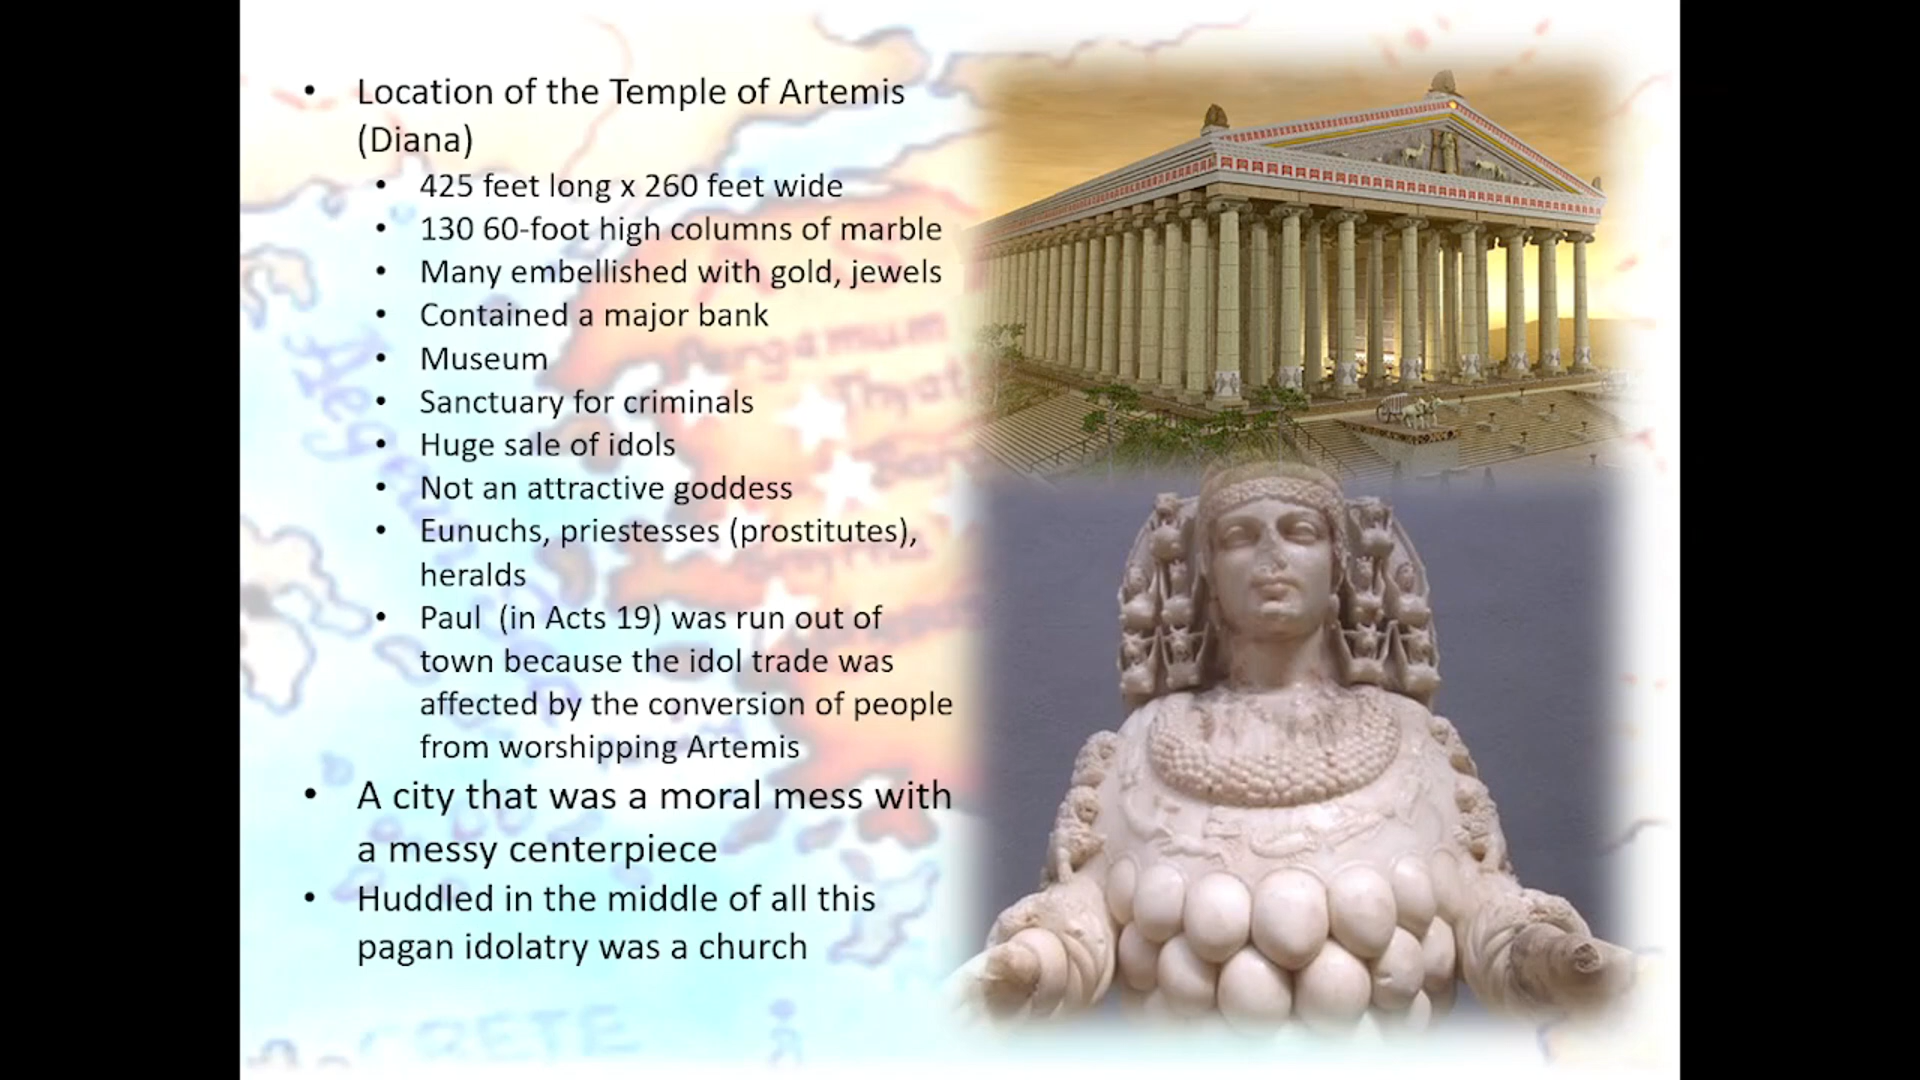 • Location of the Temple of Artemis
(Diana)
• 425 feet long x 260 feet wide
• 130 60-foot high columns of marble
• Many embellished with gold, jewels
• Contained a major bank
• Museum
• Sanctuary for criminals
• Huge sale of idols
• Not an attractive goddess
• Eunuchs, priestesses (prostitutes),
heralds
• Paul  (in Acts 19) was run out of
town because the idol trade was
affected by the conversion of people
from worshipping Artemis
• A city that was a moral mess with
a messy centerpiece
• Huddled in the middle of all this
pagan idolatry was a church
Pergamum
Thyat
CRETE